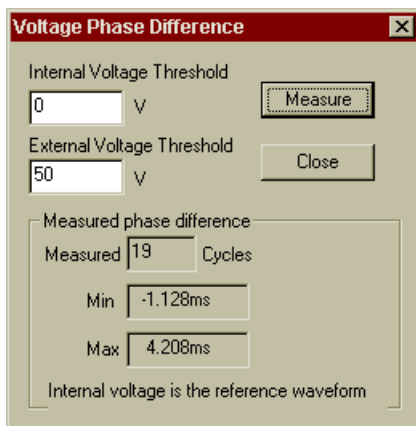 Voltage Phase Difference
Internal Voltage Threshold
0 V
Measure
External Voltage Threshold
50 V
Close
Measured phase difference
Measured 19 Cycles
Min -1.128ms
Max 4.208ms
Internal voltage is the reference waveform